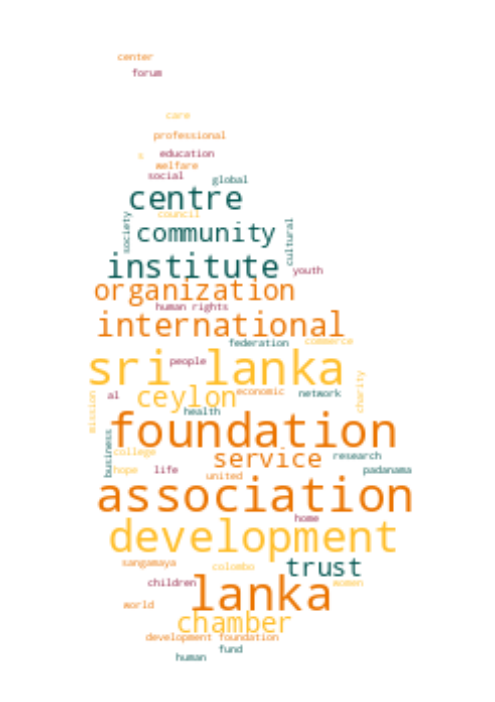 center
forum
care
professional
s education
welfare
social
global
centre
council
society
community
cultural
institute
youth
organization
human rights
international
federation commerce
sri lanka
people
mission
al
ceylon
economic
network
charity
health
foundation
business
college
service
research
hope
life
united
padanama
association
home
development
sangamaya
colombo
trust
children
lanka
women
world
chamber
development foundation
fund
human